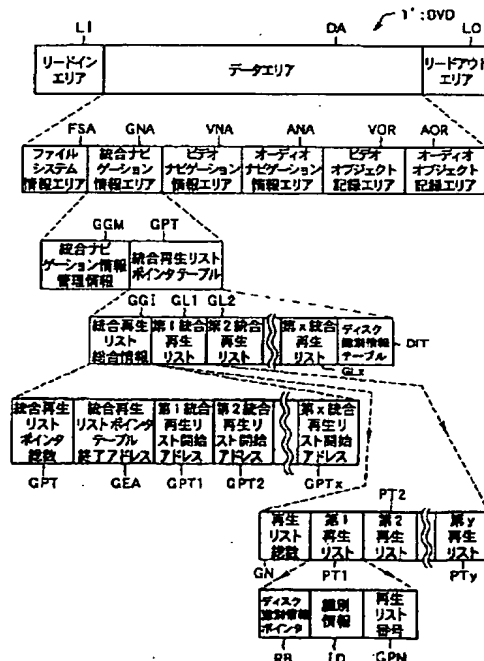 LI
DA
1' : DVD
LO
リードイン
エリア
データエリア
リードアウト
エリア
FSA
GNA
VNA
ANA
VOR
AOR
ファイル
システム
情報エリア
統合ナビ
ゲーション
情報エリア
ビデオ
ナビゲーション
情報エリア
オーディオ
ナビゲーション
情報エリア
ビデオ
オブジェクト
記録エリア
オーディオ
オブジェクト
記録エリア
GGM
GPT
統合ナビ
ゲーション情報
管理情報
統合再生リスト
ポインタテーブル
GGI
GL1
GL2
統合再生
リスト
総合情報
第1統合
再生
リスト
第2統合
再生
リスト
第x統合
再生
リスト
ディスク
識別情報
テーブル
DIT
GLx
統合再生
リスト
ポインタ
総数
統合再生
リストポインタ
テーブル
終了アドレス
第1統合
再生リ
スト開始
アドレス
第2統合
再生リ
スト開始
アドレス
第x統合
再生リ
スト開始
アドレス
GPT
GEA
GPT1
GPT2
GPTx
PT2
再生
リスト
総数
第1
再生
リスト
第2
再生
リスト
第y
再生
リスト
GN
PT1
PTy
ディスク
識別情報
ポインタ
識別
情報
再生
リスト
番号
RB
ID
GPN